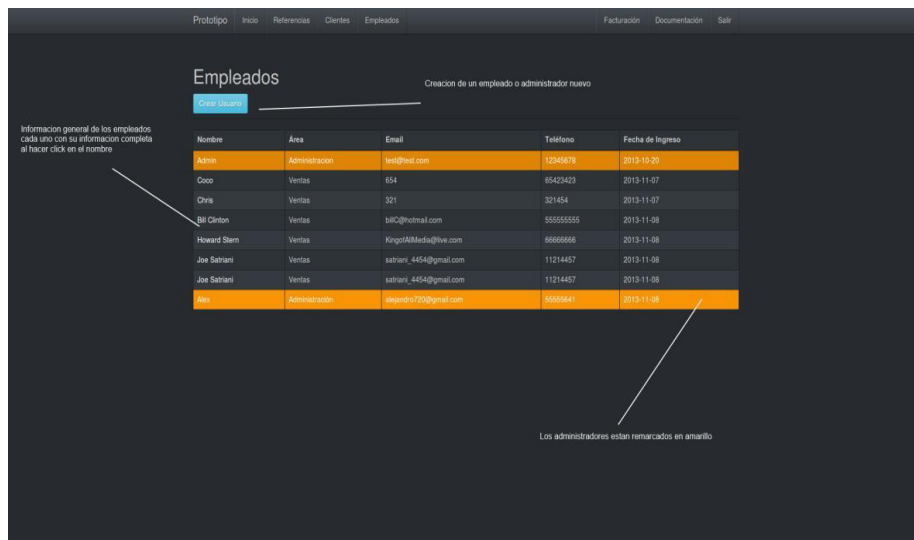 Prototipo Inicio Referencias Clientes Empleados Facturación Documentación Salir
Empleados
Creacion de un empleado o administrador nuevo
Crear Usuario
Informacion general de los empleados
cada uno con su informacion completa
al hacer click en el nombre
Nombre Área Email Teléfono Fecha de Ingreso
Admin Administracion test@test.com 12345678 2013-10-20
Coco Ventas 654 65423423 2013-11-07
Chris Ventas 321 321454 2013-11-07
Bill Clinton Ventas billC@hotmail.com 555555555 2013-11-08
Howard Stern Ventas KingofAllMedia@live.com 66666666 2013-11-08
Joe Satriani Ventas satriani_4454@gmail.com 11214457 2013-11-08
Joe Satriani Ventas satriani_4454@gmail.com 11214457 2013-11-08
Alex Administración alejandro720@gmail.com 55555641 2013-11-08
Los administradores estan remarcados en amarillo